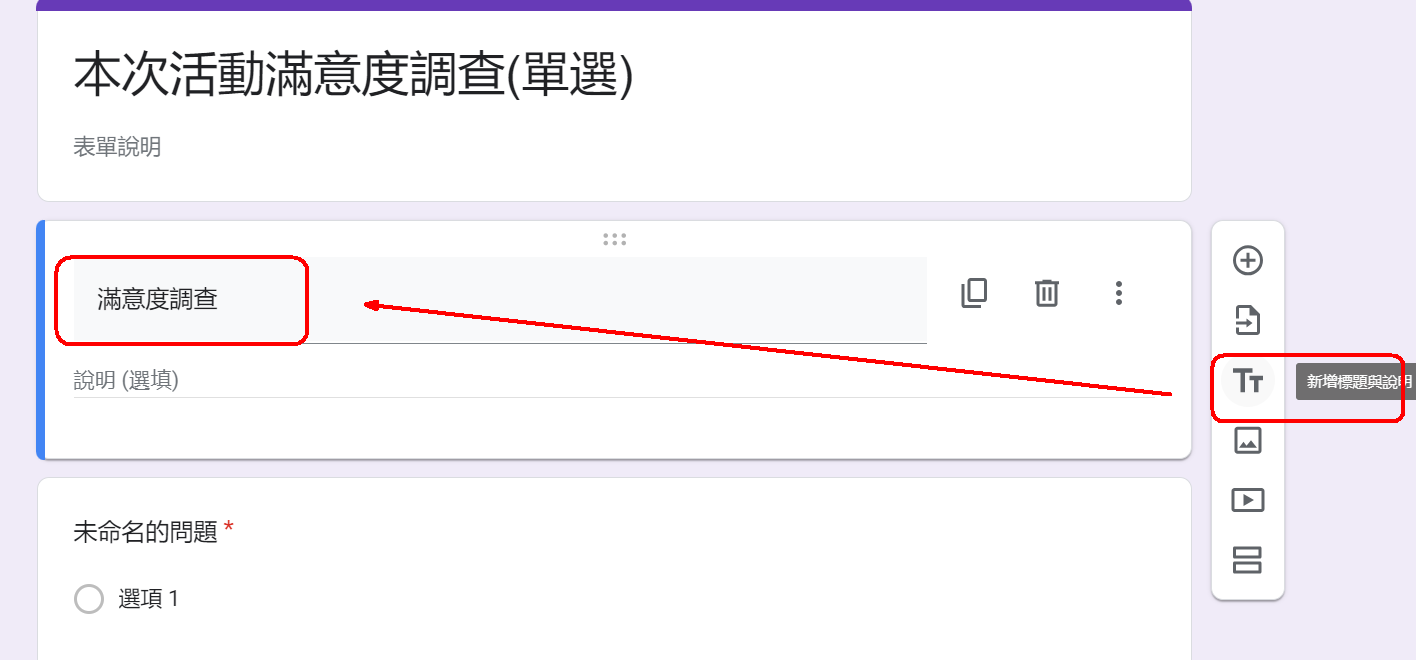 本次活動滿意度調查(單選)
表單說明
滿意度調查
說明 (選填)
Tт
新增標題與說明
未命名的問題 *
選項 1